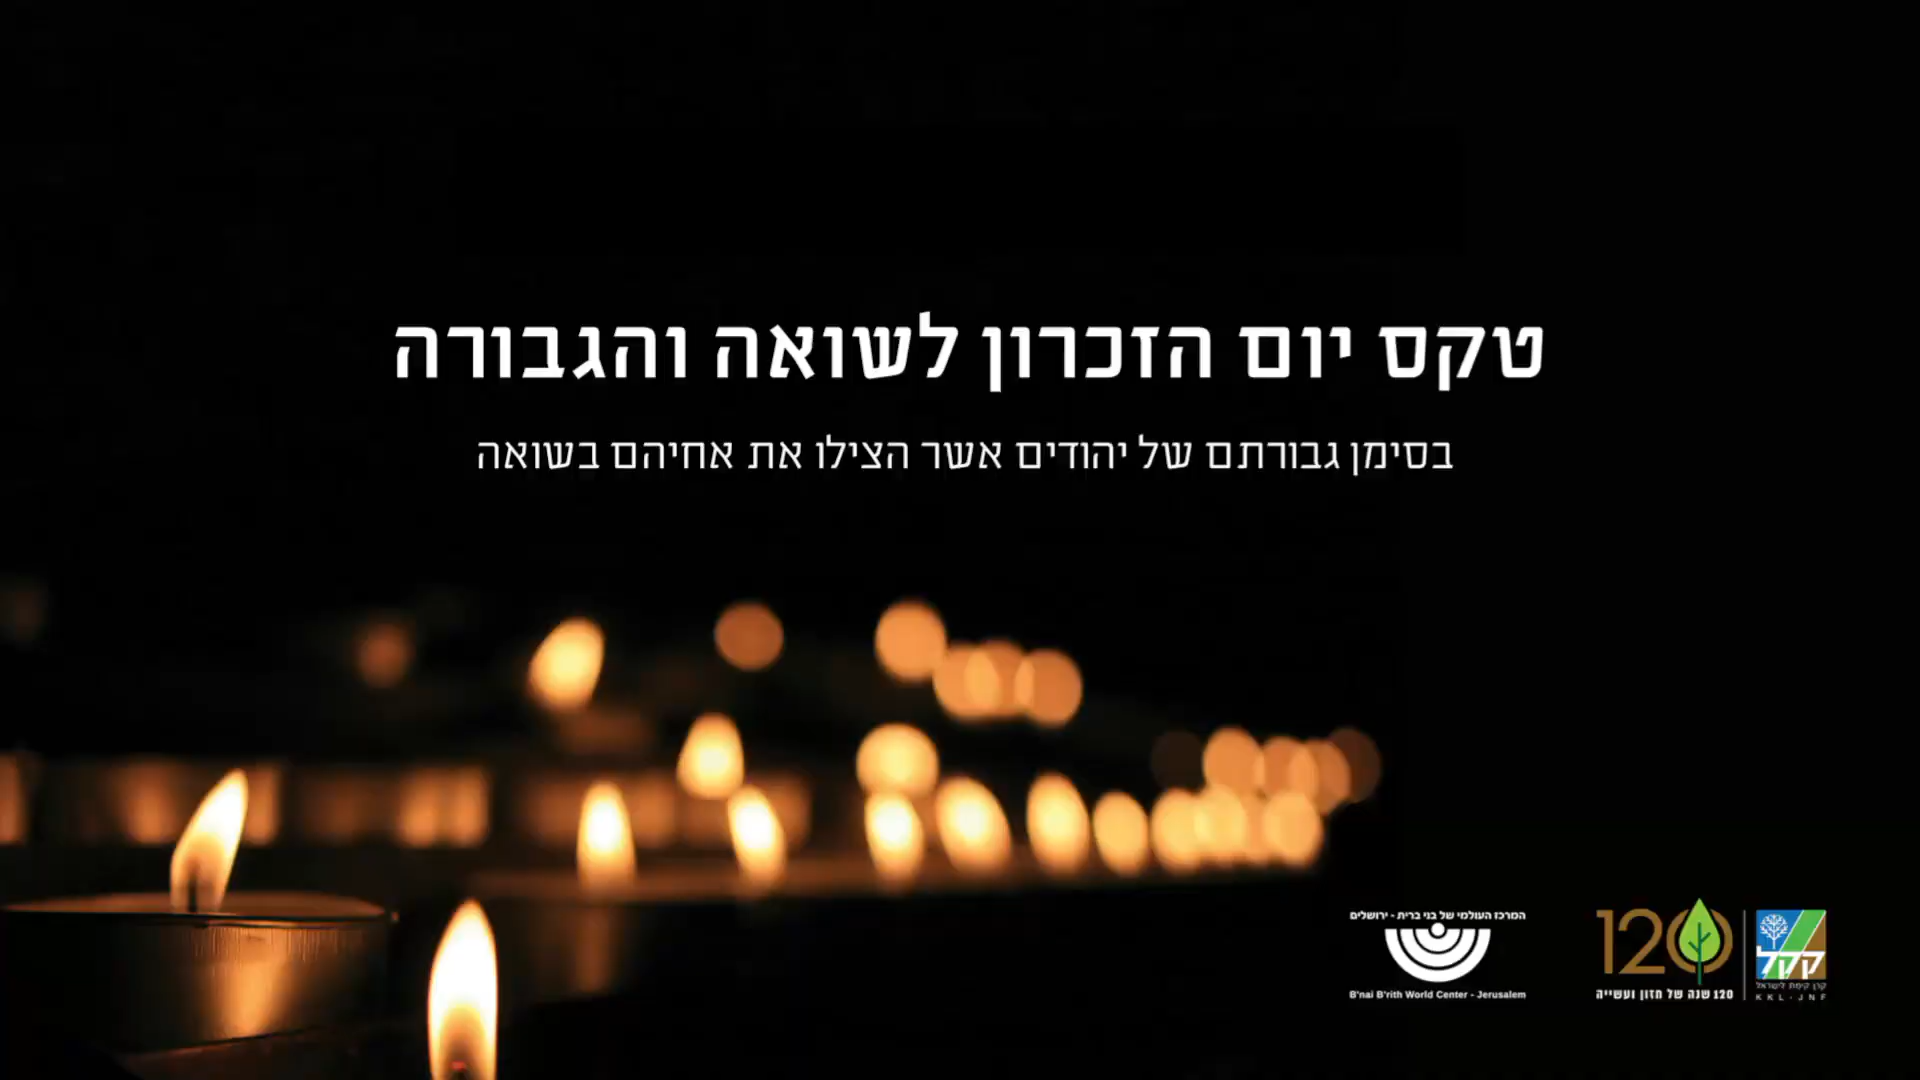 טקס יום הזכרון לשואה והגבורה
בסימן גבורתם של יהודים אשר הצילו את אחיהם בשואה
המרכז העולמי של בני ברית - ירושלים
B'nai B'rith World Center - Jerusalem
120
120 שנה של חזון ועשייה
קקל
קרן קימת לישראל
KKL-JNF